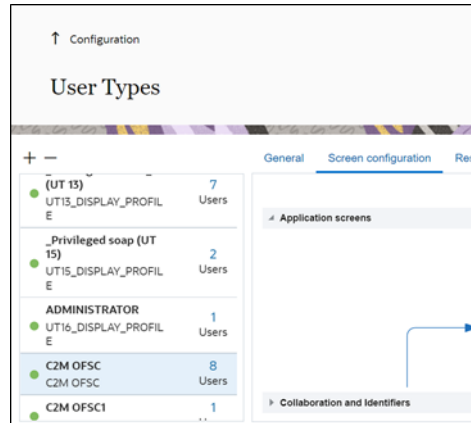 ↑ Configuration
User Types
+ −
General Screen configuration Re
(UT 13)
UT13_DISPLAY_PROFIL
E
7
Users
_Privileged soap (UT
15)
UT15_DISPLAY_PROFIL
E
2
Users
ADMINISTRATOR
UT16_DISPLAY_PROFIL
E
1
Users
C2M OFSC
C2M OFSC
8
Users
C2M OFSC1
1
Application screens
Collaboration and Identifiers